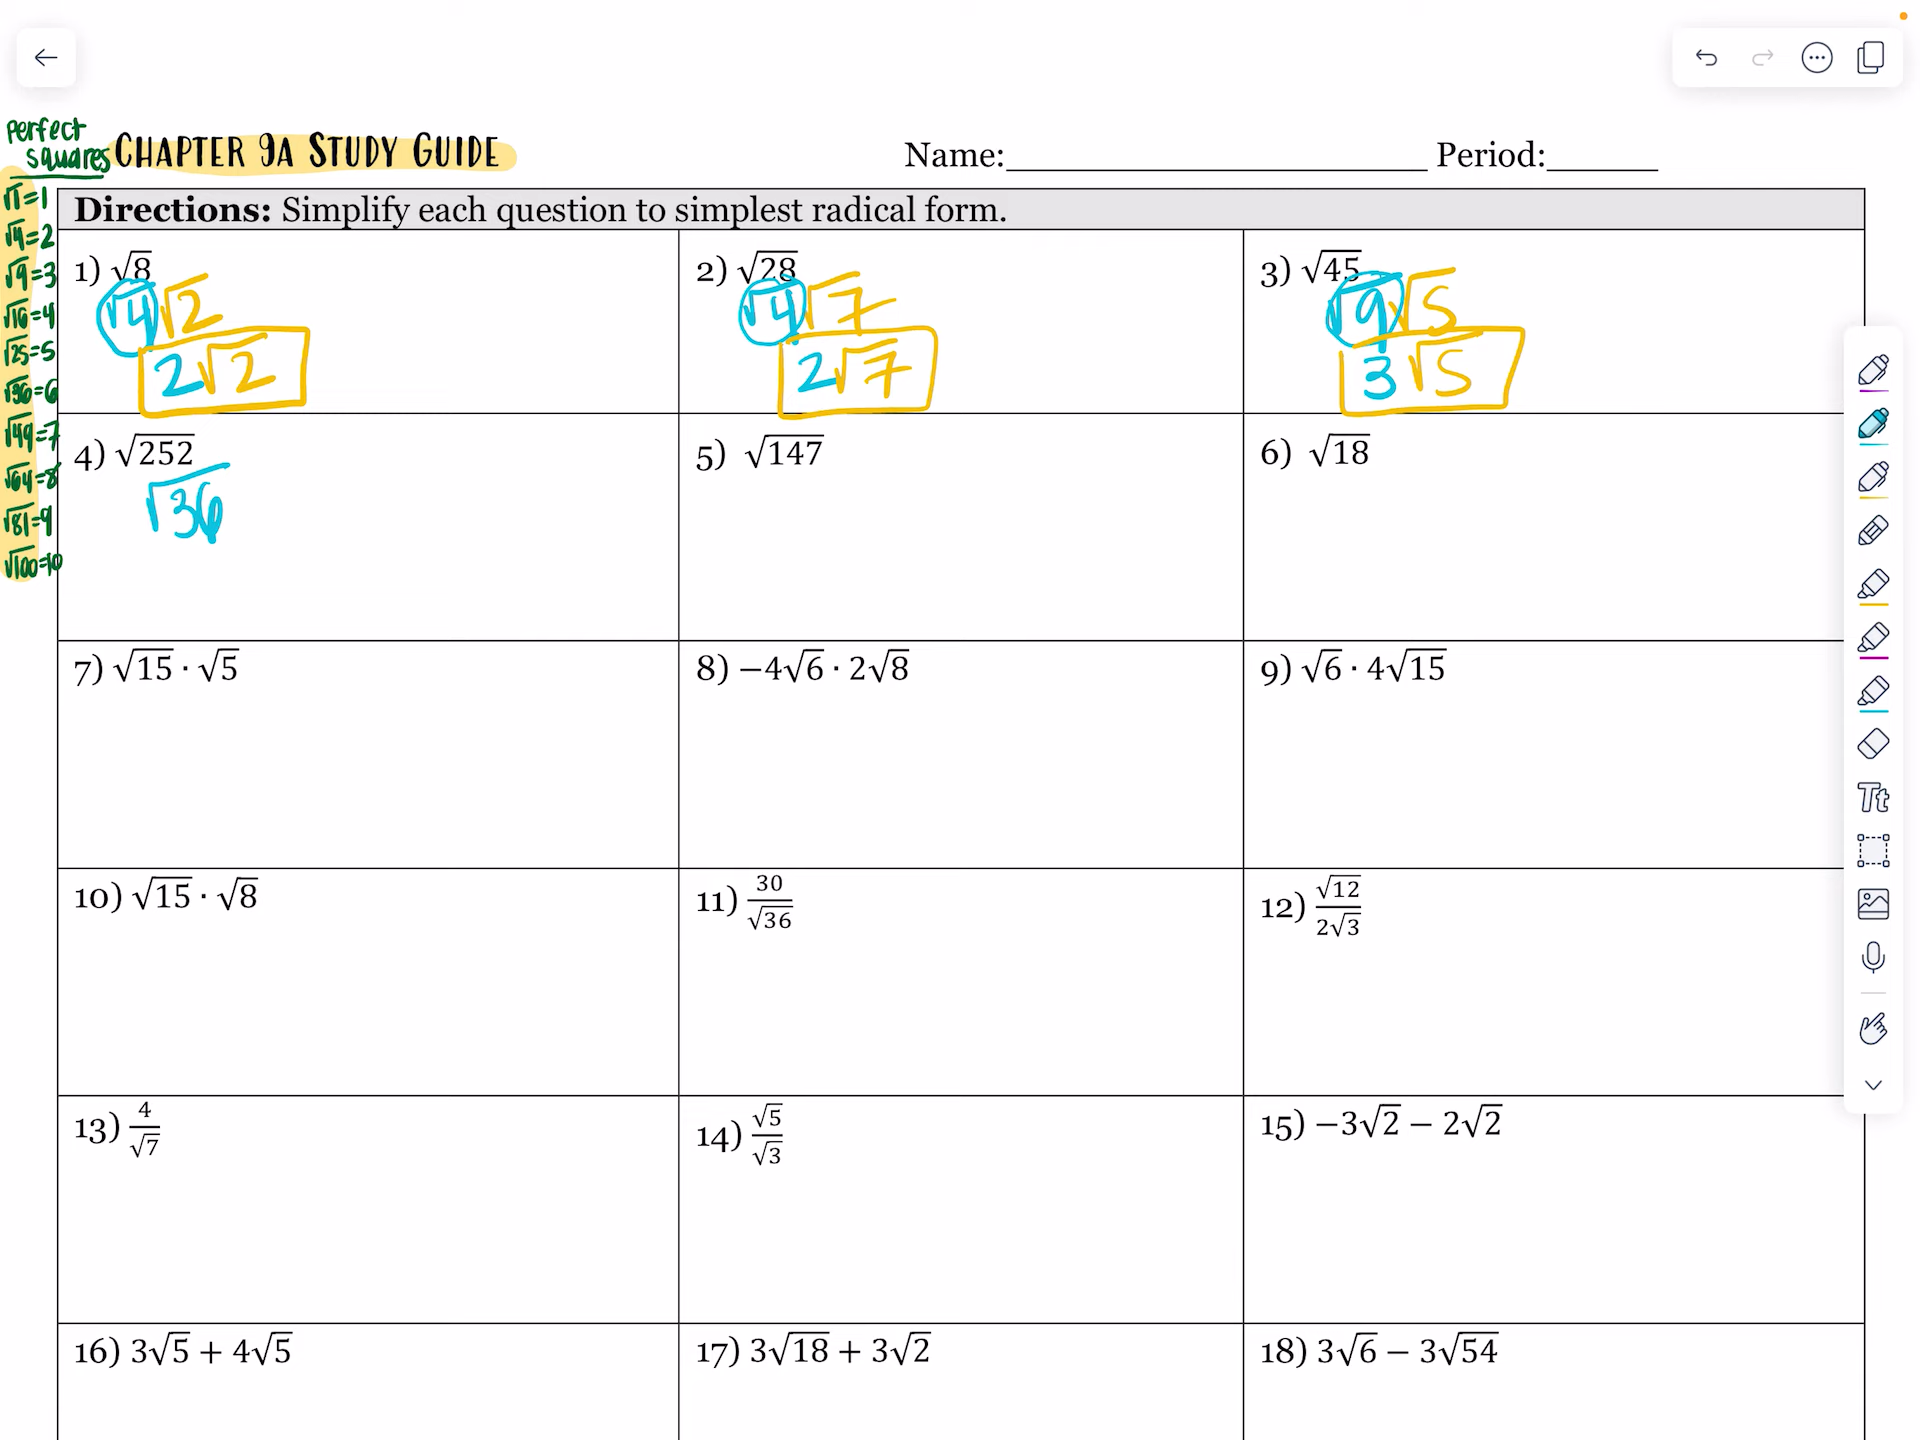 perfect
squares
CHAPTER 9A STUDY GUIDE
Name:____________ Period:______
√1=1
√4=2
√9=3
√16=4
√25=5
√36=6
√49=7
√64=8
√81=9
√100=10
Directions: Simplify each question to simplest radical form.
1) √8
√4√2
2√2
2) √28
√4√7
2√7
3) √45
√9√5
3√5
4) √252
√36
5) √147
6) √18
7) √15 · √5
8) −4√6 · 2√8
9) √6 · 4√15
10) √15 · √8
11) 30/√36
12) √12/2√3
13) 4/√7
14) √5/√3
15) −3√2 − 2√2
16) 3√5 + 4√5
17) 3√18 + 3√2
18) 3√6 − 3√54
Tt